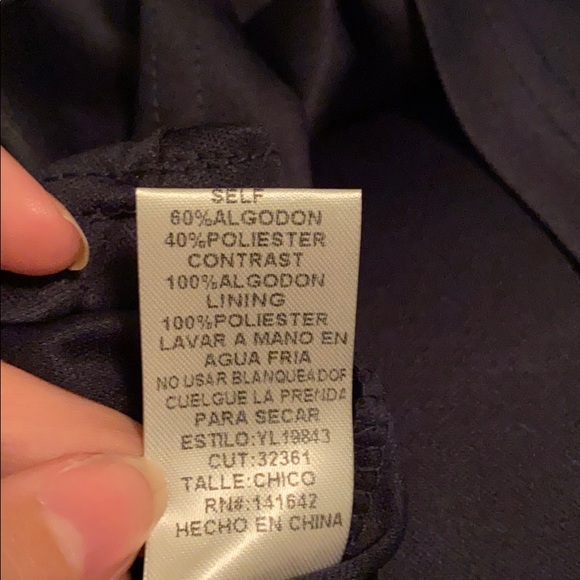 SELF
60%ALGODON
40%POLIESTER
CONTRAST
100%ALGODON
LINING
100%POLIESTER
LAVAR A MANO EN
AGUA FRIA
NO USAR BLANQUEADOR
CUELGUE LA PRENDA
PARA SECAR
ESTILO:YL19843
CUT:32361
TALLE:CHICO
RN#:141642
HECHO EN CHINA